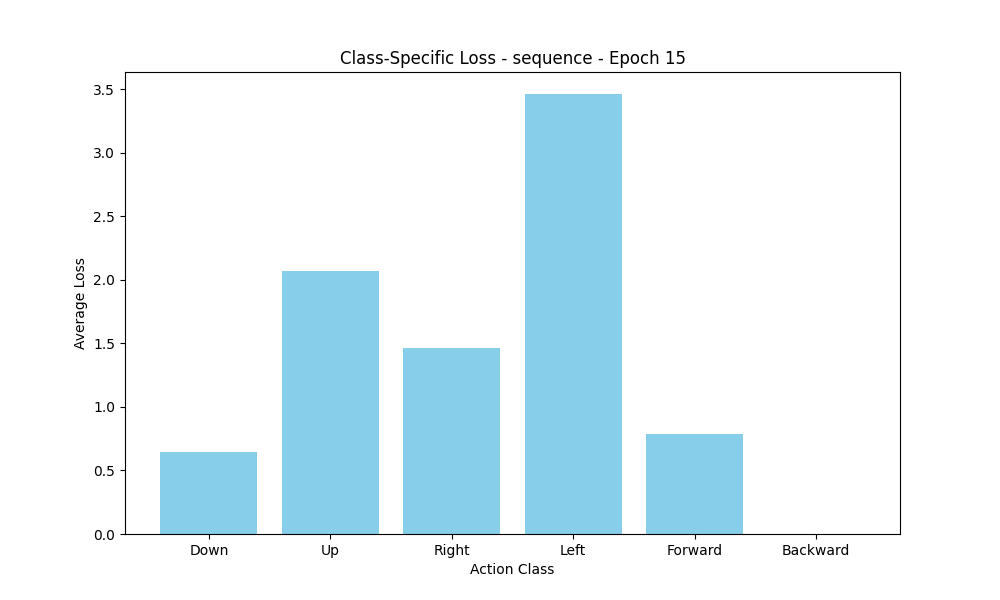 Class-Specific Loss - sequence - Epoch 15
3.5
3.0
2.5
2.0
1.5
1.0
0.5
0.0
Average Loss
Down Up Right Left Forward Backward
Action Class